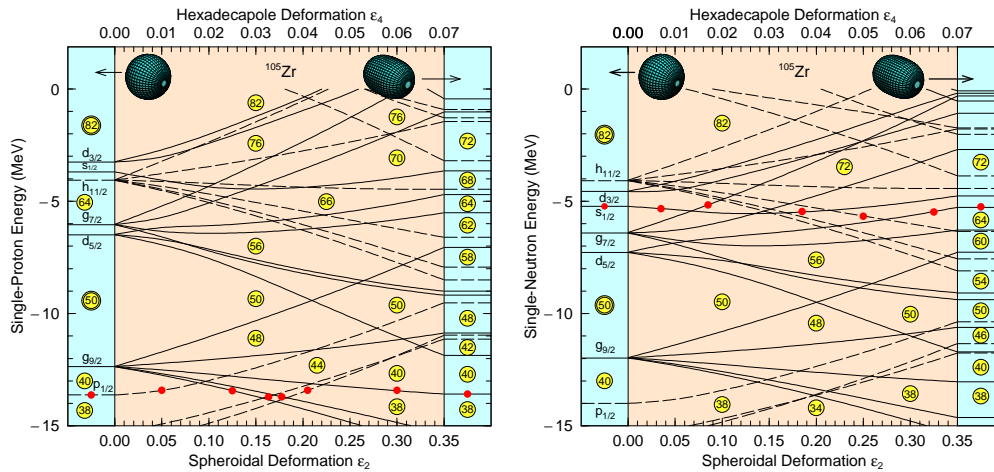 Hexadecapole Deformation ε4
0.00 0.01 0.02 0.03 0.04 0.05 0.06 0.07
105Zr
Single-Proton Energy (MeV)
0
−5
−10
−15
82
d3/2
s1/2
h11/2
64
g7/2
d5/2
50
g9/2
40
p1/2
38
82
76
76
70
66
56
50
50
48
44
40
38
72
68
64
62
58
48
42
40
38
0.00 0.05 0.10 0.15 0.20 0.25 0.30 0.35
Spheroidal Deformation ε2
Hexadecapole Deformation ε4
0.00 0.01 0.02 0.03 0.04 0.05 0.06 0.07
105Zr
Single-Neutron Energy (MeV)
0
−5
−10
−15
82
h11/2
d3/2
s1/2
g7/2
d5/2
50
g9/2
40
p1/2
82
72
56
50
50
48
38
38
34
72
64
60
54
50
46
40
38
0.00 0.05 0.10 0.15 0.20 0.25 0.30 0.35
Spheroidal Deformation ε2